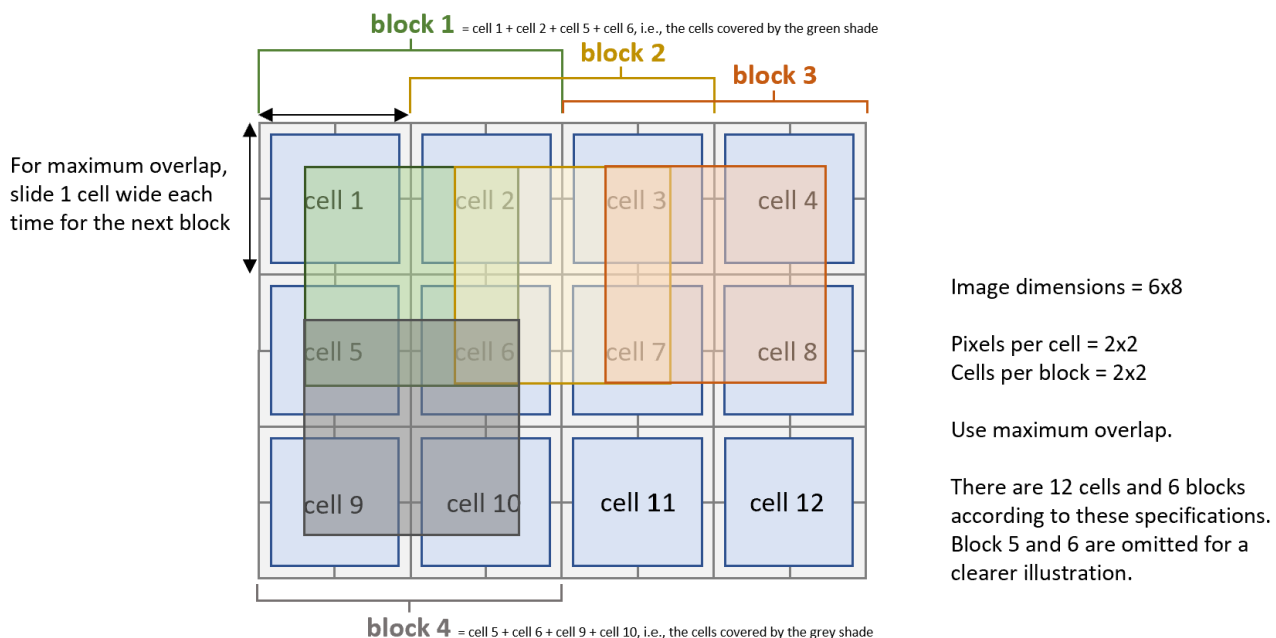 block 1 = cell 1 + cell 2 + cell 5 + cell 6, i.e., the cells covered by the green shade
block 2
block 3
For maximum overlap,
slide 1 cell wide each
time for the next block
cell 1
cell 2
cell 3
cell 4
cell 5
cell 6
cell 7
cell 8
cell 9
cell 10
cell 11
cell 12
Image dimensions = 6x8
Pixels per cell = 2x2
Cells per block = 2x2
Use maximum overlap.
There are 12 cells and 6 blocks
according to these specifications.
Block 5 and 6 are omitted for a
clearer illustration.
block 4 = cell 5 + cell 6 + cell 9 + cell 10, i.e., the cells covered by the grey shade